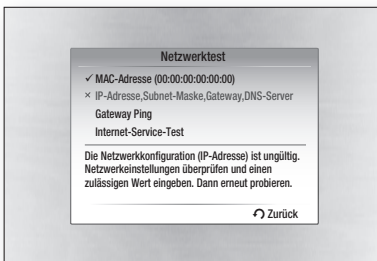 Netzwerktest
✓ MAC-Adresse (00:00:00:00:00:00)
× IP-Adresse,Subnet-Maske,Gateway,DNS-Server
Gateway Ping
Internet-Service-Test
Die Netzwerkkonfiguration (IP-Adresse) ist ungültig.
Netzwerkeinstellungen überprüfen und einen
zulässigen Wert eingeben. Dann erneut probieren.
Zurück